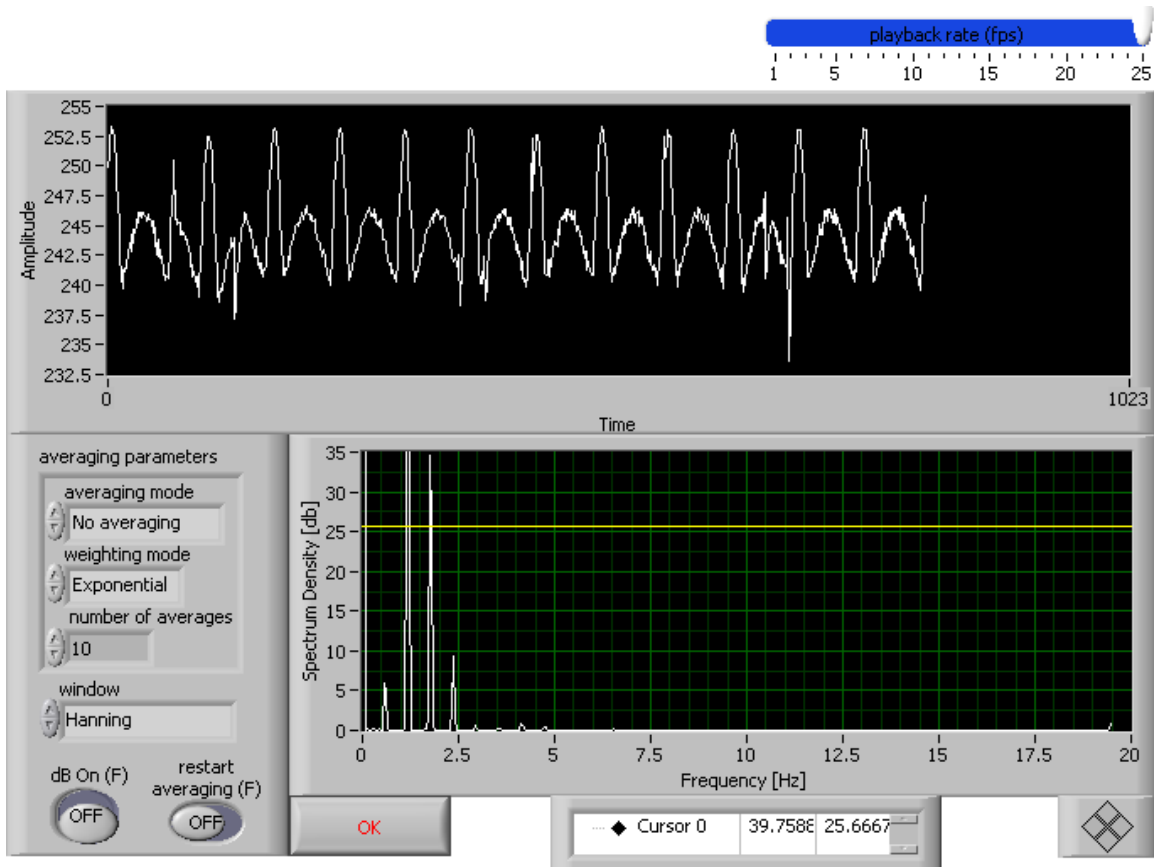 playback rate (fps)
1 5 10 15 20 25
255
252.5
250
247.5
245
242.5
240
237.5
235
232.5
Amplitude
0 1023
Time
averaging parameters
averaging mode
No averaging
weighting mode
Exponential
number of averages
10
window
Hanning
dB On (F)
OFF
restart
averaging (F)
OFF
35
30
25
20
15
10
5
0
Spectrum Density [db]
0 2.5 5 7.5 10 12.5 15 17.5 20
Frequency [Hz]
OK
Cursor 0 39.7588 25.6667